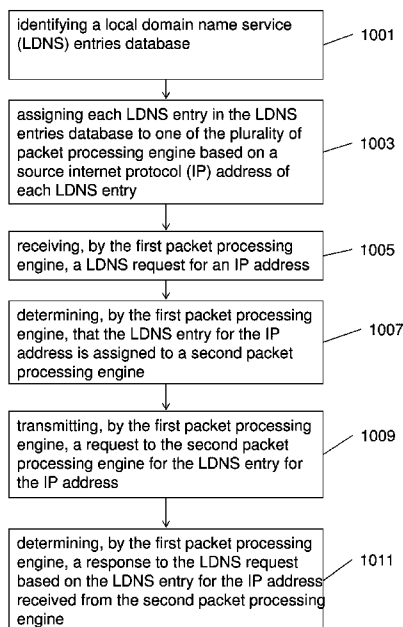 identifying a local domain name service
(LDNS) entries database
1001
assigning each LDNS entry in the LDNS
entries database to one of the plurality of
packet processing engine based on a
source internet protocol (IP) address of
each LDNS entry
1003
receiving, by the first packet processing
engine, a LDNS request for an IP address
1005
determining, by the first packet processing
engine, that the LDNS entry for the IP
address is assigned to a second packet
processing engine
1007
transmitting, by the first packet processing
engine, a request to the second packet
processing engine for the LDNS entry for
the IP address
1009
determining, by the first packet processing
engine, a response to the LDNS request
based on the LDNS entry for the IP address
received from the second packet processing
engine
1011